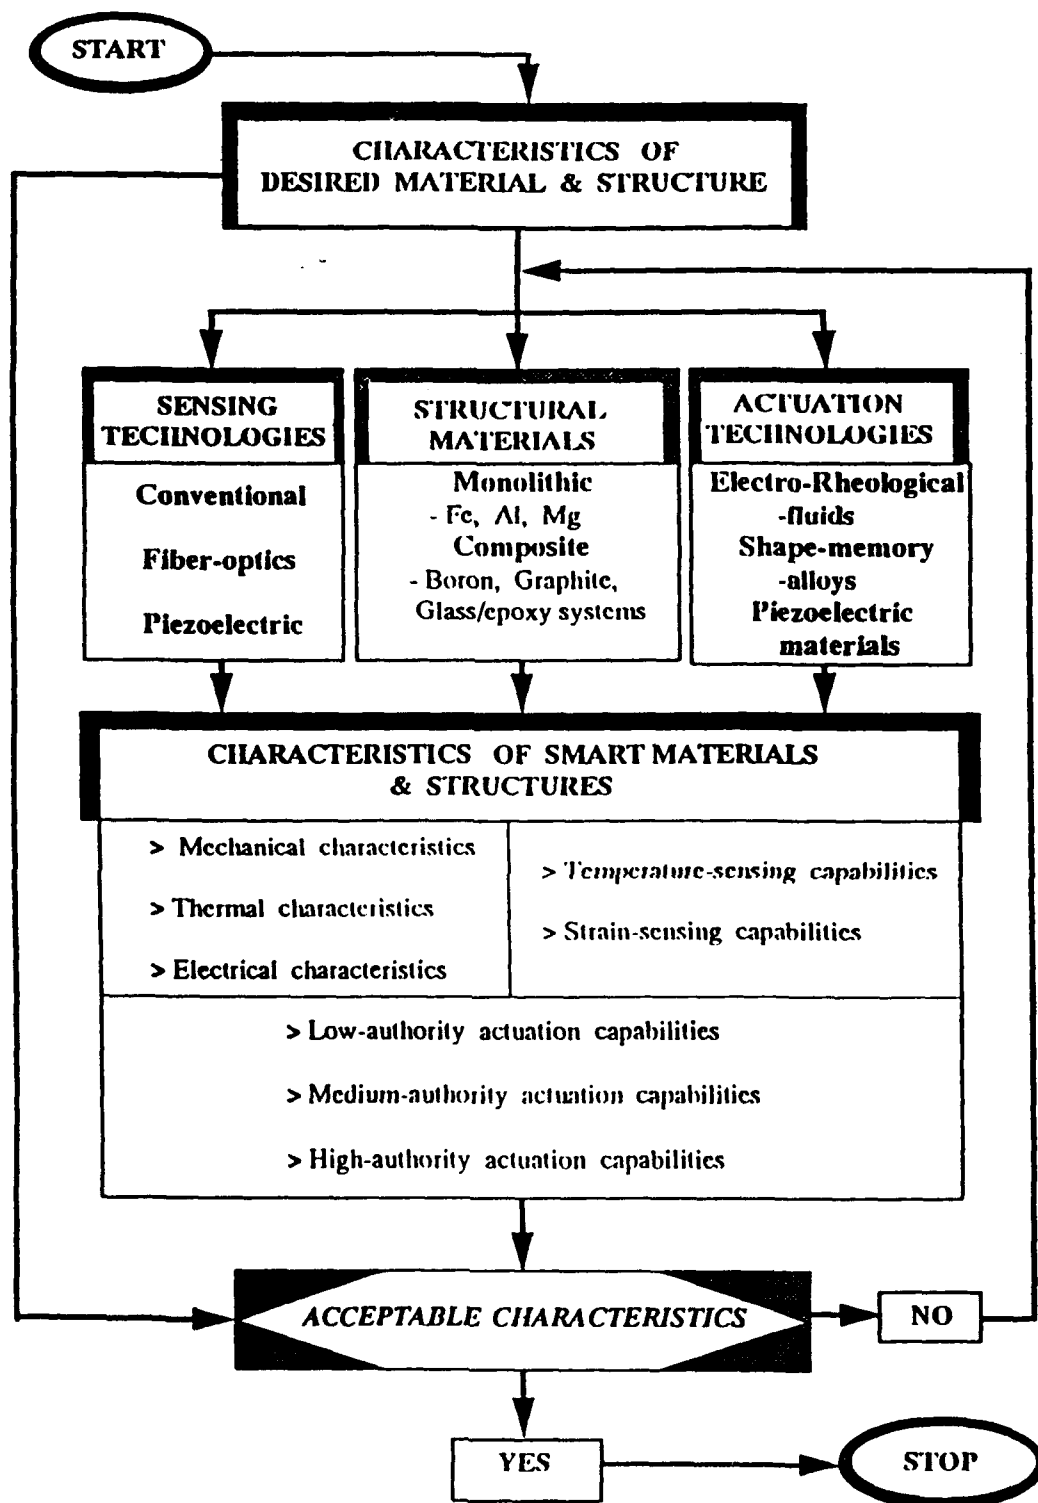 START
CHARACTERISTICS OF
DESIRED MATERIAL & STRUCTURE
SENSING
TECHNOLOGIES
Conventional
Fiber-optics
Piezoelectric
STRUCTURAL
MATERIALS
Monolithic
- Fe, Al, Mg
Composite
- Boron, Graphite,
Glass/epoxy systems
ACTUATION
TECHNOLOGIES
Electro-Rheological
-fluids
Shape-memory
-alloys
Piezoelectric
materials
CHARACTERISTICS OF SMART MATERIALS
& STRUCTURES
> Mechanical characteristics
> Thermal characteristics
> Electrical characteristics
> Temperature-sensing capabilities
> Strain-sensing capabilities
> Low-authority actuation capabilities
> Medium-authority actuation capabilities
> High-authority actuation capabilities
ACCEPTABLE CHARACTERISTICS
NO
YES
STOP